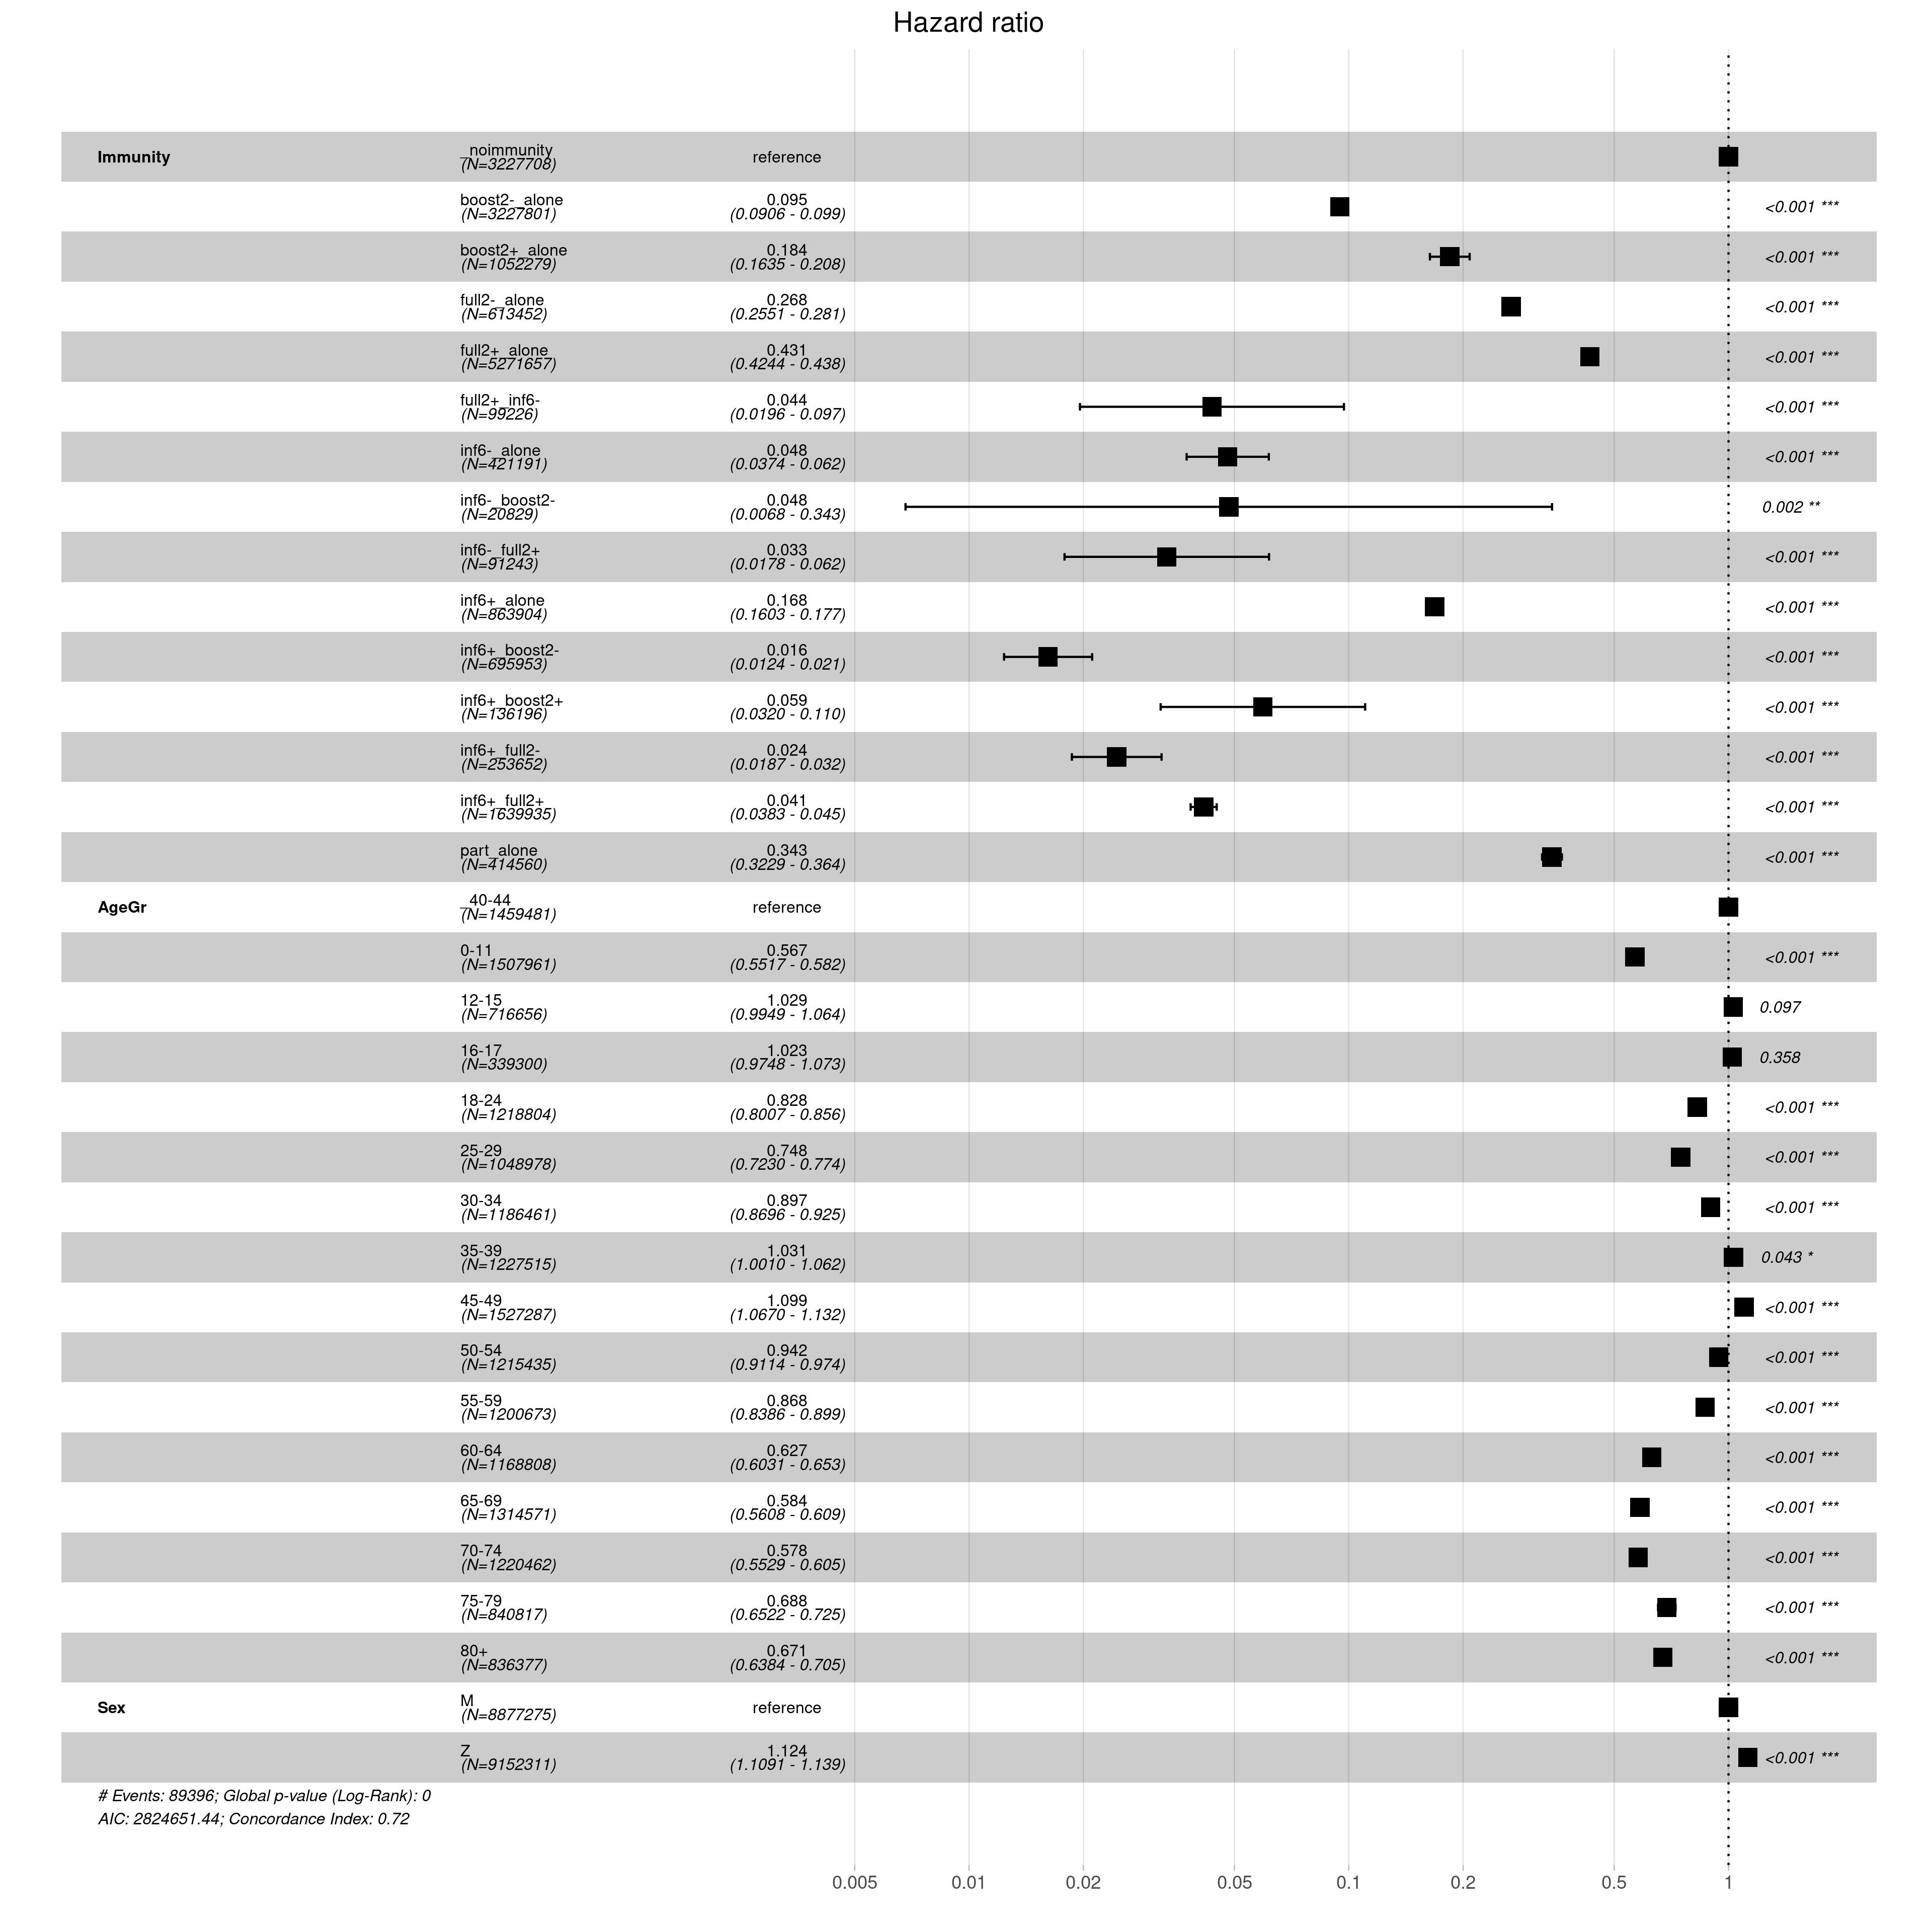 Hazard ratio
Immunity _noimmunity reference
(N=3227708)
boost2-_alone 0.095 <0.001 ***
(N=3227801) (0.0906 - 0.099)
boost2+_alone 0.184 <0.001 ***
(N=1052279) (0.1635 - 0.208)
full2-_alone 0.268 <0.001 ***
(N=613452) (0.2551 - 0.281)
full2+_alone 0.431 <0.001 ***
(N=5271657) (0.4244 - 0.438)
full2+_inf6- 0.044 <0.001 ***
(N=99226) (0.0196 - 0.097)
inf6-_alone 0.048 <0.001 ***
(N=421191) (0.0374 - 0.062)
inf6-_boost2- 0.048 0.002 **
(N=20829) (0.0068 - 0.343)
inf6-_full2+ 0.033 <0.001 ***
(N=91243) (0.0178 - 0.062)
inf6+_alone 0.168 <0.001 ***
(N=863904) (0.1603 - 0.177)
inf6+_boost2- 0.016 <0.001 ***
(N=695953) (0.0124 - 0.021)
inf6+_boost2+ 0.059 <0.001 ***
(N=136196) (0.0320 - 0.110)
inf6+_full2- 0.024 <0.001 ***
(N=253652) (0.0187 - 0.032)
inf6+_full2+ 0.041 <0.001 ***
(N=1639935) (0.0383 - 0.045)
part_alone 0.343 <0.001 ***
(N=414560) (0.3229 - 0.364)
AgeGr _40-44 reference
(N=1459481)
0-11 0.567 <0.001 ***
(N=1507961) (0.5517 - 0.582)
12-15 1.029 0.097
(N=716656) (0.9949 - 1.064)
16-17 1.023 0.358
(N=339300) (0.9748 - 1.073)
18-24 0.828 <0.001 ***
(N=1218804) (0.8007 - 0.856)
25-29 0.748 <0.001 ***
(N=1048978) (0.7230 - 0.774)
30-34 0.897 <0.001 ***
(N=1186461) (0.8696 - 0.925)
35-39 1.031 0.043 *
(N=1227515) (1.0010 - 1.062)
45-49 1.099 <0.001 ***
(N=1527287) (1.0670 - 1.132)
50-54 0.942 <0.001 ***
(N=1215435) (0.9114 - 0.974)
55-59 0.868 <0.001 ***
(N=1200673) (0.8386 - 0.899)
60-64 0.627 <0.001 ***
(N=1168808) (0.6031 - 0.653)
65-69 0.584 <0.001 ***
(N=1314571) (0.5608 - 0.609)
70-74 0.578 <0.001 ***
(N=1220462) (0.5529 - 0.605)
75-79 0.688 <0.001 ***
(N=840817) (0.6522 - 0.725)
80+ 0.671 <0.001 ***
(N=836377) (0.6384 - 0.705)
Sex M reference
(N=8877275)
Z 1.124 <0.001 ***
(N=9152311) (1.1091 - 1.139)
# Events: 89396; Global p-value (Log-Rank): 0
AIC: 2824651.44; Concordance Index: 0.72
0.005 0.01 0.02 0.05 0.1 0.2 0.5 1